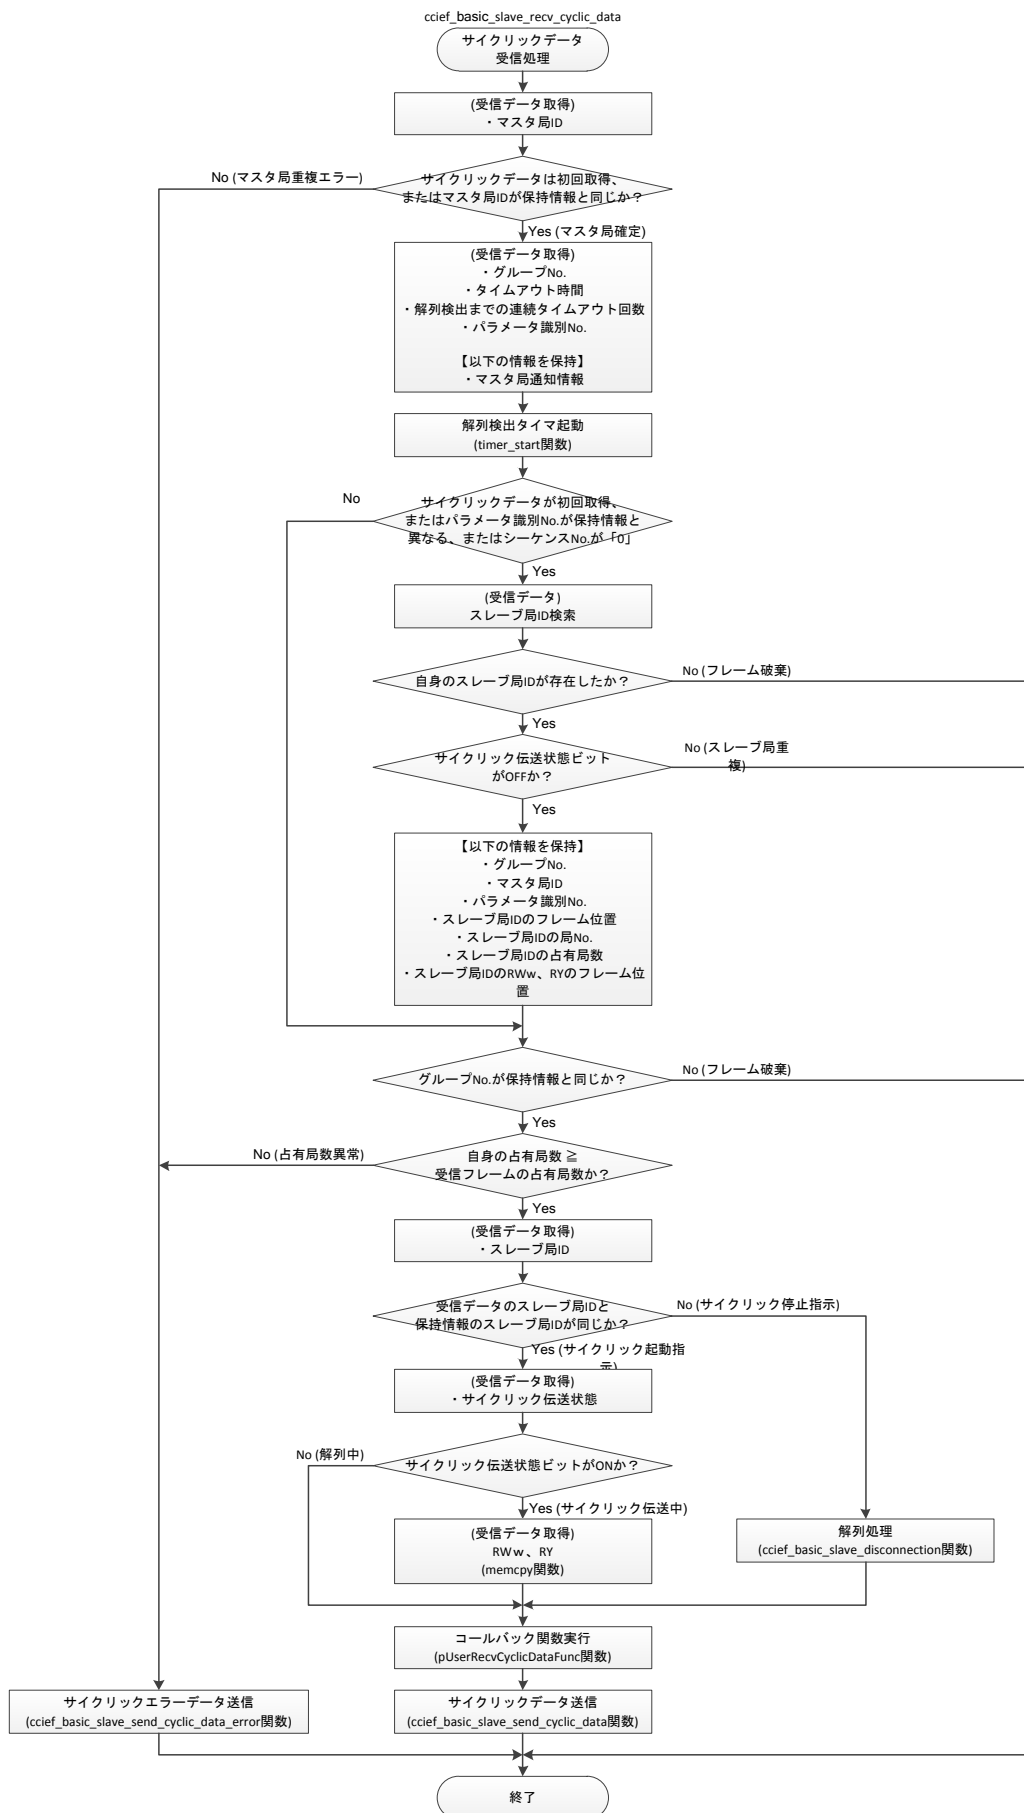 ccief_basic_slave_recv_cyclic_data
サイクリックデータ
受信処理
(受信データ取得)
・マスタ局ID
No (マスタ局重複エラー)
サイクリックデータは初回取得、
またはマスタ局IDが保持情報と同じか？
Yes (マスタ局確定)
(受信データ取得)
・グループNo.
・タイムアウト時間
・解列検出までの連続タイムアウト回数
・パラメータ識別No.
【以下の情報を保持】
・マスタ局通知情報
解列検出タイマ起動
(timer_start関数)
No
サイクリックデータが初回取得、
またはパラメータ識別No.が保持情報と
異なる、またはシーケンスNo.が「0」
Yes
(受信データ)
スレーブ局ID検索
自身のスレーブ局IDが存在したか？
No (フレーム破棄)
Yes
サイクリック伝送状態ビット
がOFFか？
No (スレーブ局重
複)
Yes
【以下の情報を保持】
・グループNo.
・マスタ局ID
・パラメータ識別No.
・スレーブ局IDのフレーム位置
・スレーブ局IDの局No.
・スレーブ局IDの占有局数
・スレーブ局IDのRWw、RYのフレーム位
置
グループNo.が保持情報と同じか？
No (フレーム破棄)
Yes
No (占有局数異常)
自身の占有局数 ≧
受信フレームの占有局数か？
Yes
(受信データ取得)
・スレーブ局ID
受信データのスレーブ局IDと
保持情報のスレーブ局IDが同じか？
No (サイクリック停止指示)
Yes (サイクリック起動指
示)
(受信データ取得)
・サイクリック伝送状態
No (解列中)
サイクリック伝送状態ビットがONか？
Yes (サイクリック伝送中)
(受信データ取得)
RWw、RY
(memcpy関数)
解列処理
(ccief_basic_slave_disconnection関数)
コールバック関数実行
(pUserRecvCyclicDataFunc関数)
サイクリックエラーデータ送信
(ccief_basic_slave_send_cyclic_data_error関数)
サイクリックデータ送信
(ccief_basic_slave_send_cyclic_data関数)
終了